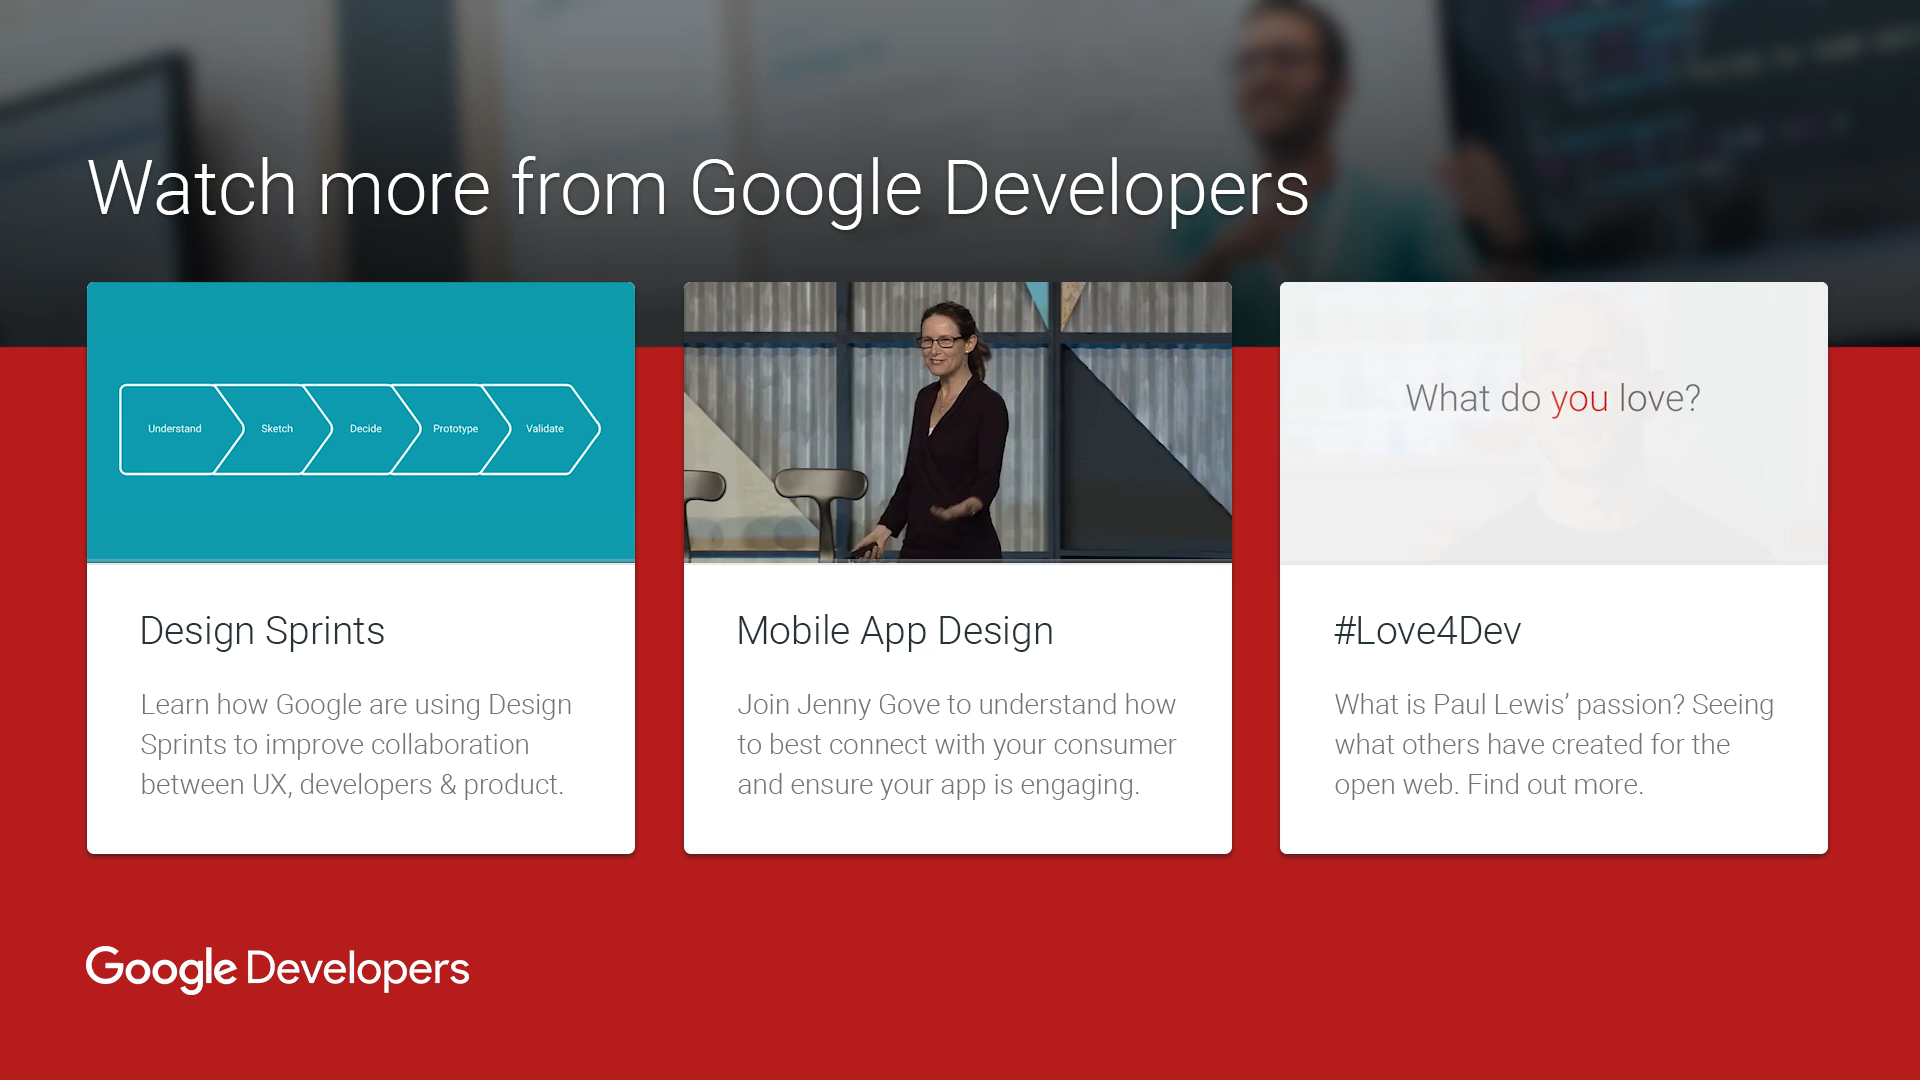 Watch more from Google Developers
Understand
Sketch
Decide
Prototype
Validate
Design Sprints
Learn how Google are using Design
Sprints to improve collaboration
between UX, developers & product.
Mobile App Design
Join Jenny Gove to understand how
to best connect with your consumer
and ensure your app is engaging.
What do you love?
#Love4Dev
What is Paul Lewis’ passion? Seeing
what others have created for the
open web. Find out more.
Google Developers